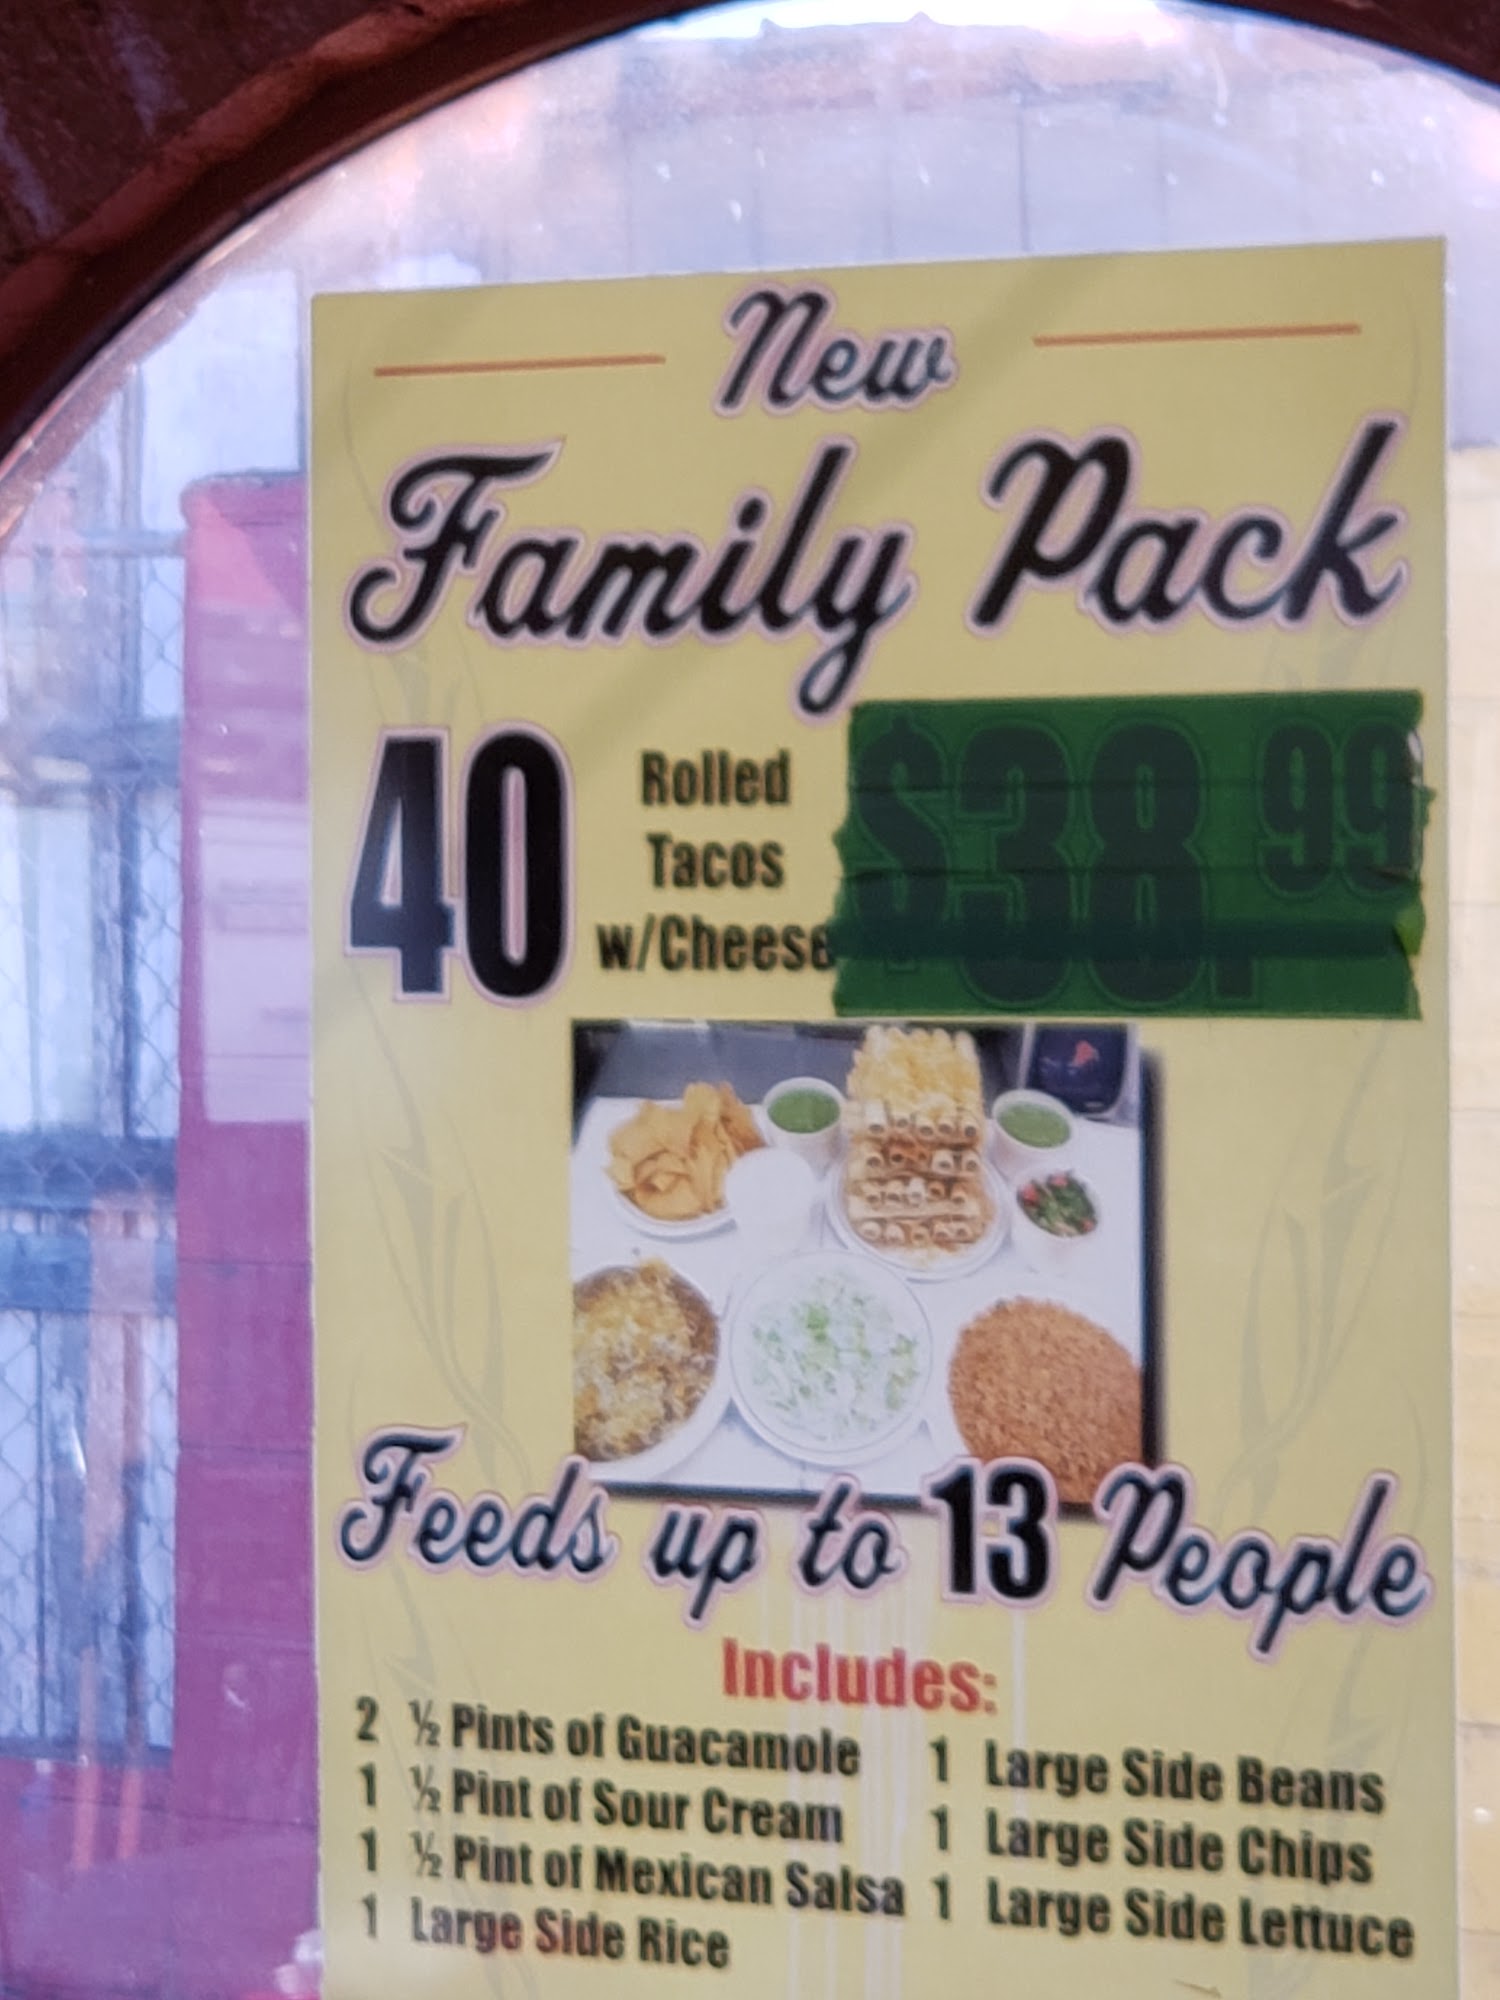 New
Family Pack
40 Rolled Tacos w/Cheese $38.99
Feeds up to 13 People
Includes:
2 ½ Pints of Guacamole
1 ½ Pint of Sour Cream
1 ½ Pint of Mexican Salsa
1 Large Side Rice
1 Large Side Beans
1 Large Side Chips
1 Large Side Lettuce